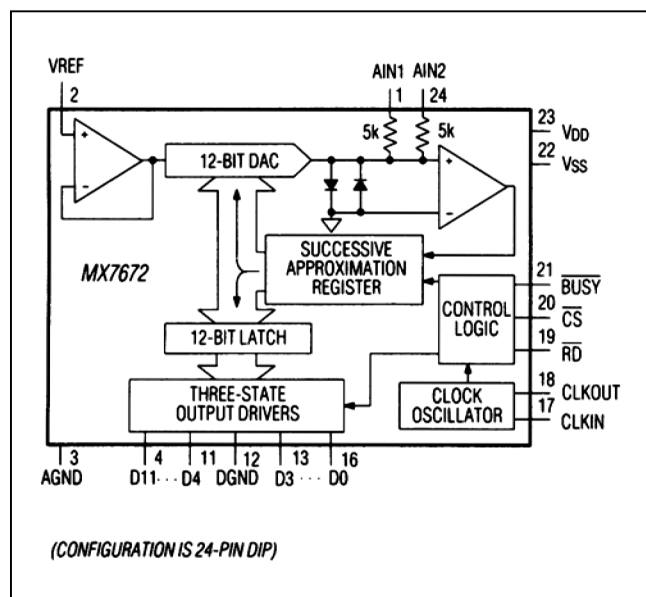 VREF
2
AIN1 AIN2
1 24
5k 5k
23
VDD
22
VSS
+
-
12-BIT DAC
+
-
MX7672
SUCCESSIVE
APPROXIMATION
REGISTER
21
BUSY
20
CS
19
RD
CONTROL
LOGIC
12-BIT LATCH
THREE-STATE
OUTPUT DRIVERS
CLOCK
OSCILLATOR
18
CLKOUT
17
CLKIN
3 4 11 12 13 16
AGND D11 ··· D4 DGND D3 ··· D0
(CONFIGURATION IS 24-PIN DIP)